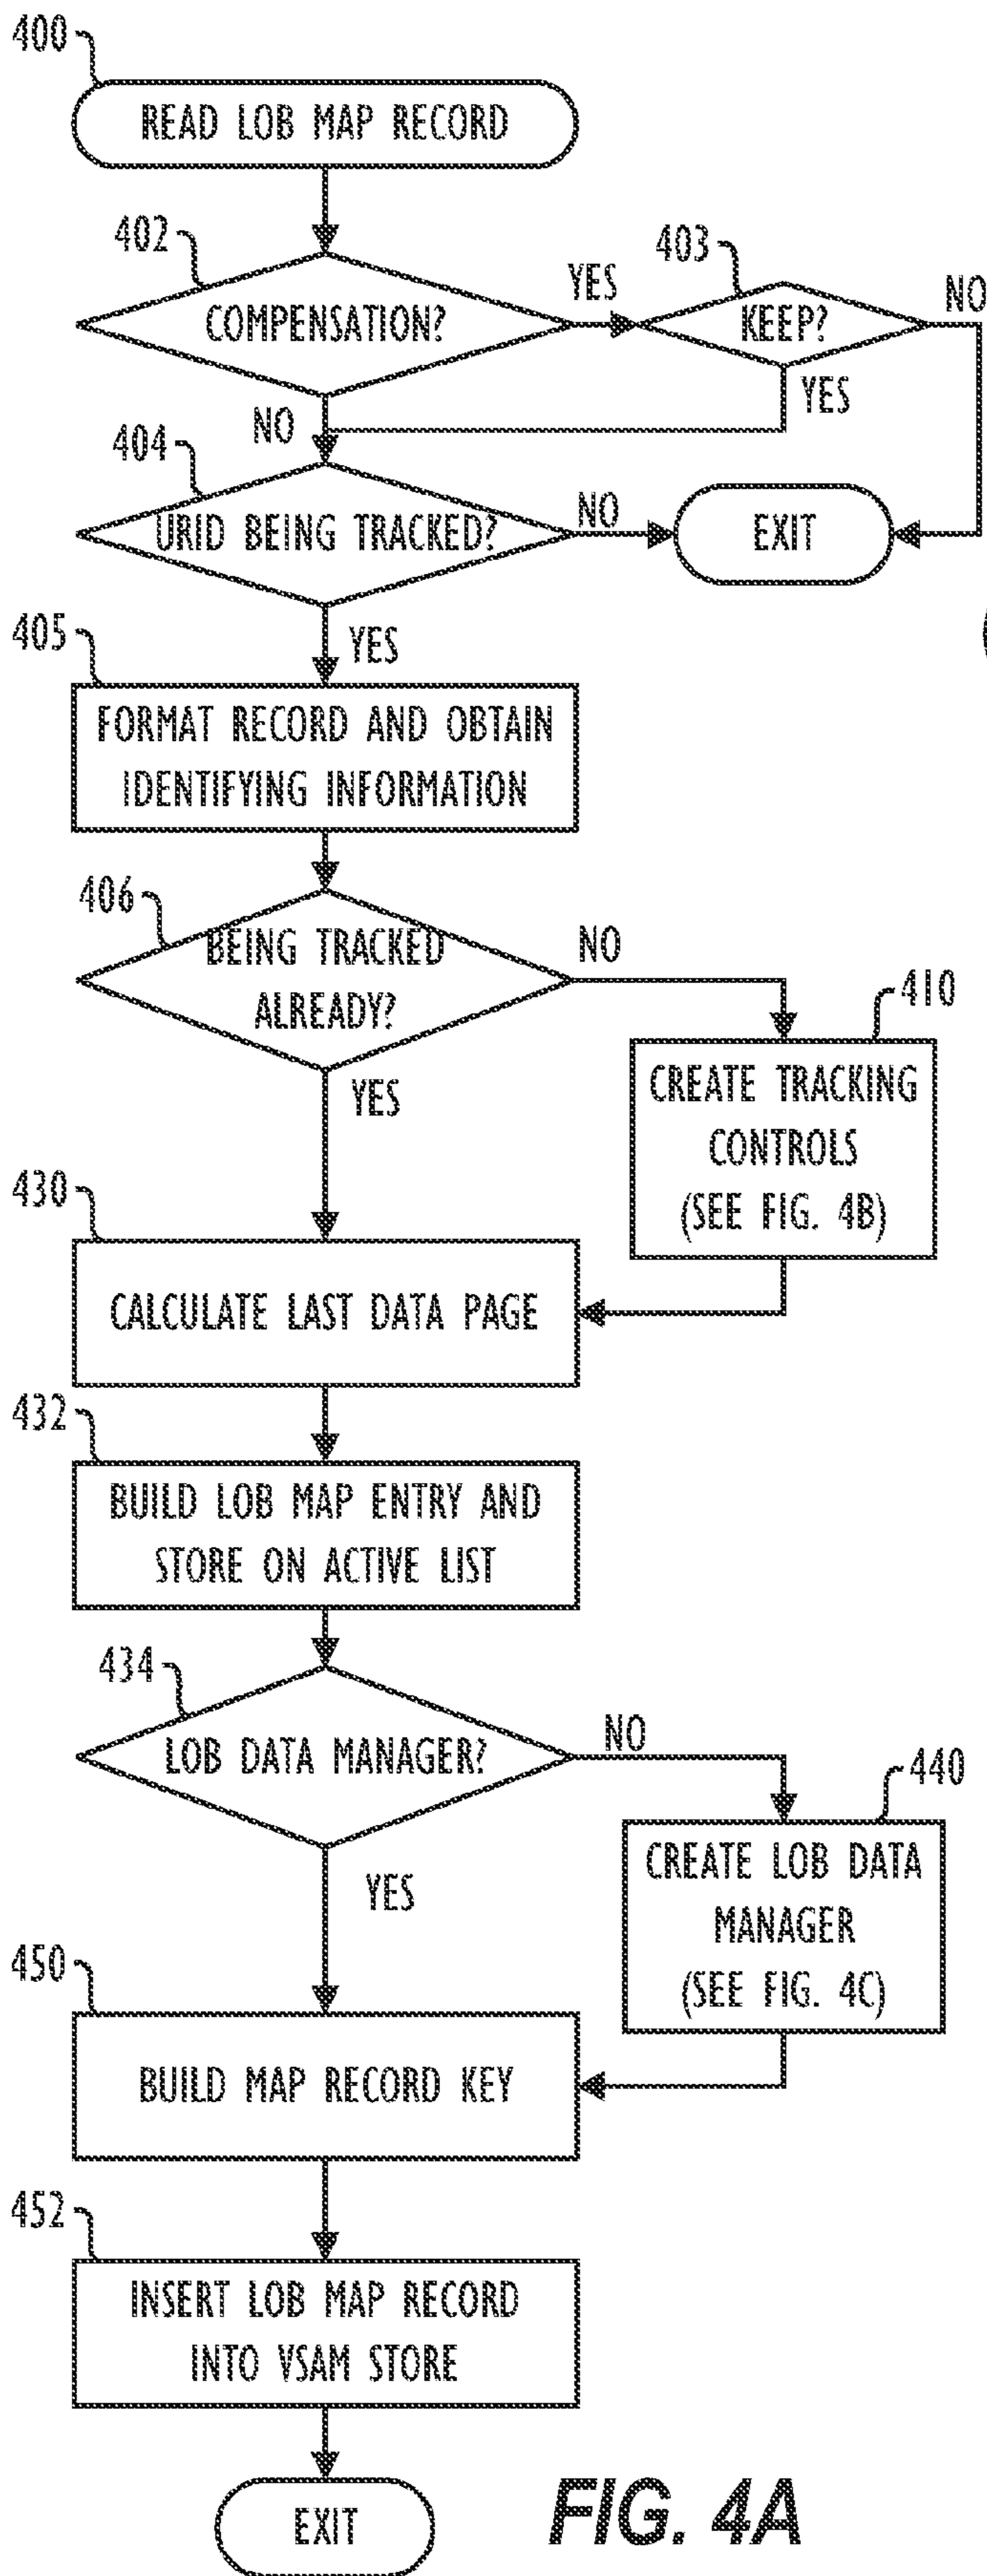 400
READ LOB MAP RECORD
402
COMPENSATION?
YES
403
KEEP?
NO
YES
NO
404
URID BEING TRACKED?
NO
EXIT
YES
405
FORMAT RECORD AND OBTAIN
IDENTIFYING INFORMATION
406
BEING TRACKED
ALREADY?
NO
410
CREATE TRACKING
CONTROLS
(SEE FIG. 4B)
YES
430
CALCULATE LAST DATA PAGE
432
BUILD LOB MAP ENTRY AND
STORE ON ACTIVE LIST
434
LOB DATA MANAGER?
NO
440
CREATE LOB DATA
MANAGER
(SEE FIG. 4C)
YES
450
BUILD MAP RECORD KEY
452
INSERT LOB MAP RECORD
INTO VSAM STORE
EXIT
FIG. 4A